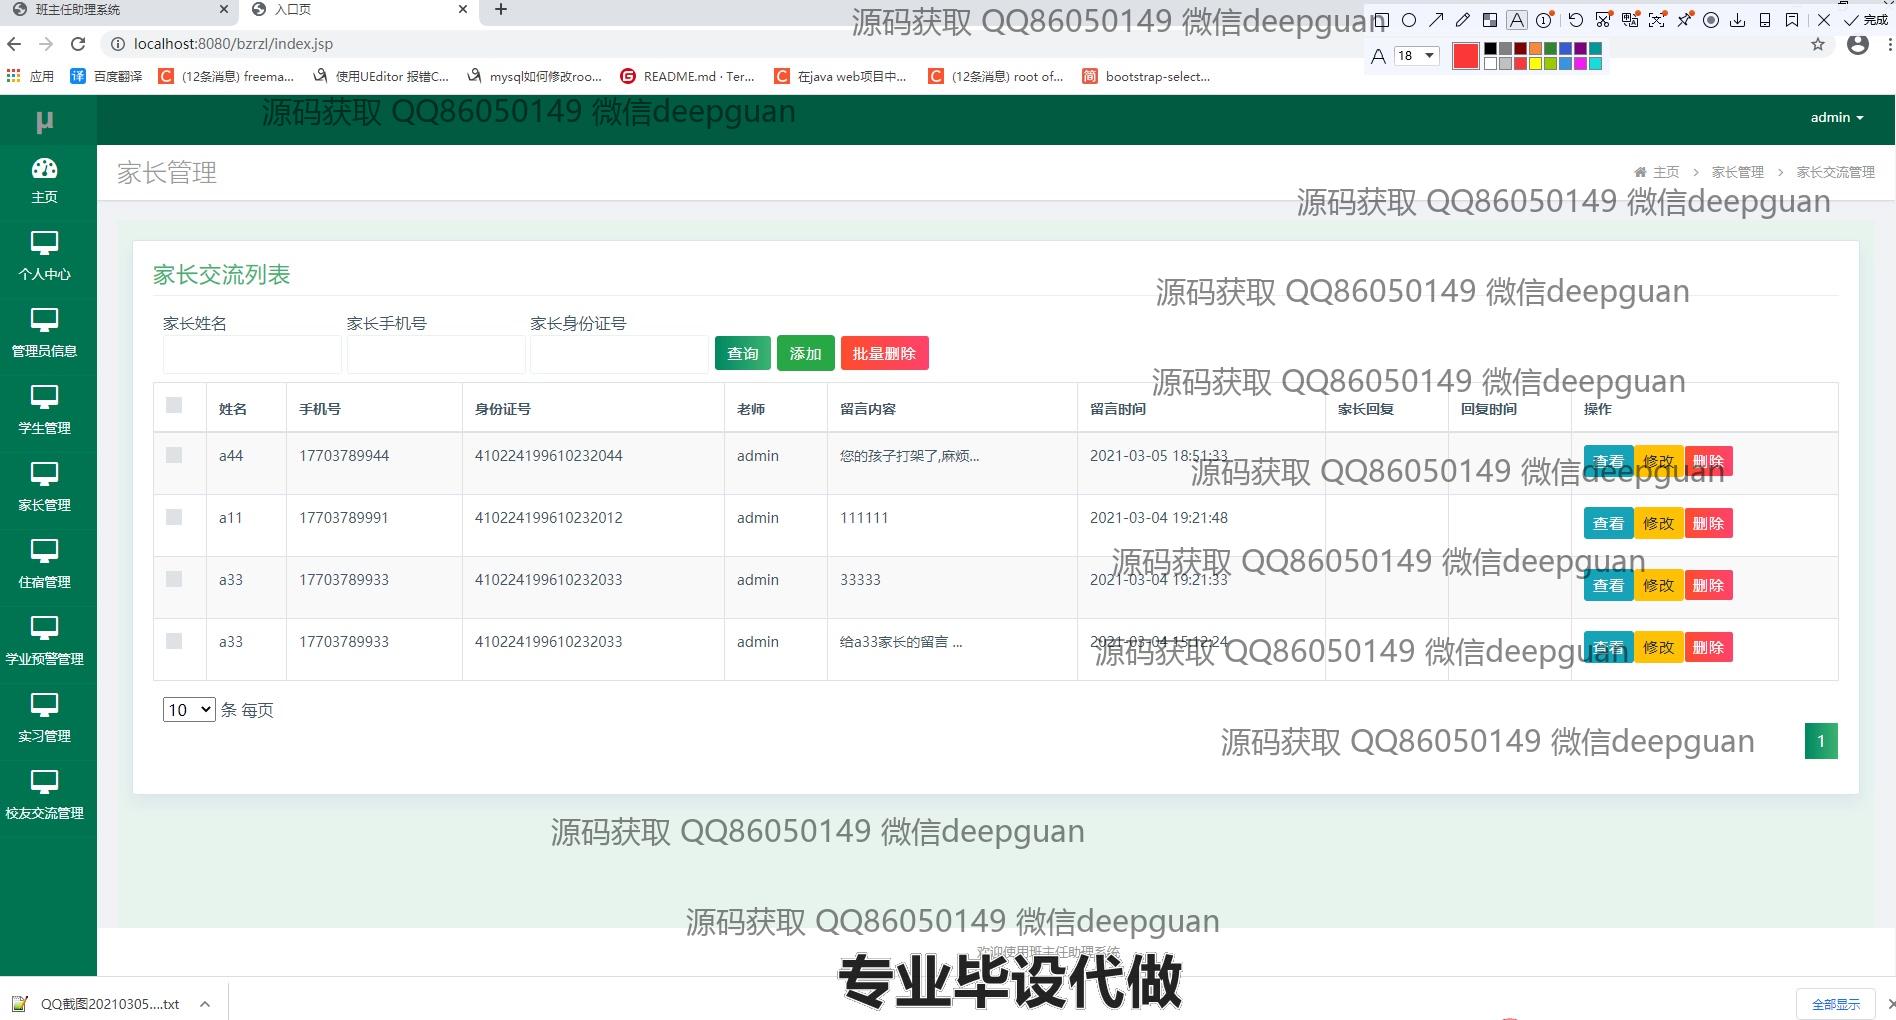 班主任助理系统
入口页
localhost:8080/bzrzl/index.jsp
18
完成
应用
百度翻译
(12条消息) freema...
使用UEditor 报错C...
mysql如何修改roo...
README.md · Ter...
在java web项目中...
(12条消息) root of...
bootstrap-select...
源码获取 QQ86050149 微信deepguan
源码获取 QQ86050149 微信deepguan
μ
admin
主页
个人中心
管理员信息
学生管理
家长管理
住宿管理
学业预警管理
实习管理
校友交流管理
家长管理
主页 > 家长管理 > 家长交流管理
源码获取 QQ86050149 微信deepguan
家长交流列表
源码获取 QQ86050149 微信deepguan
家长姓名 家长手机号 家长身份证号
查询 添加 批量删除
源码获取 QQ86050149 微信deepguan
姓名 手机号 身份证号 老师 留言内容 留言时间 家长回复 回复时间 操作
a44 17703789944 410224199610232044 admin 您的孩子打架了,麻烦... 2021-03-05 18:51:33 查看 修改 删除
源码获取 QQ86050149 微信deepguan
a11 17703789991 410224199610232012 admin 111111 2021-03-04 19:21:48 查看 修改 删除
源码获取 QQ86050149 微信deepguan
a33 17703789933 410224199610232033 admin 33333 2021-03-04 19:21:33 查看 修改 删除
a33 17703789933 410224199610232033 admin 给a33家长的留言 ... 2021-03-04 15:12:24 查看 修改 删除
源码获取 QQ86050149 微信deepguan
10 条 每页
源码获取 QQ86050149 微信deepguan
1
源码获取 QQ86050149 微信deepguan
源码获取 QQ86050149 微信deepguan
欢迎使用班主任助理系统
专业毕设代做
QQ截图20210305....txt
全部显示